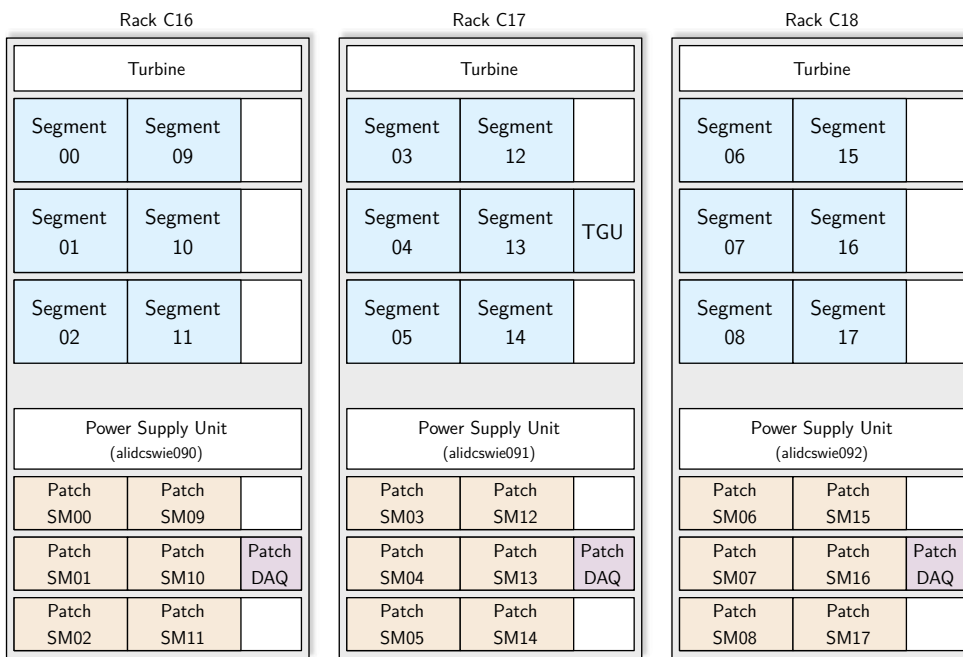 Rack C16
Turbine
Segment
00
Segment
09
Segment
01
Segment
10
Segment
02
Segment
11
Power Supply Unit
(alidcswie090)
Patch
SM00
Patch
SM09
Patch
SM01
Patch
SM10
Patch
DAQ
Patch
SM02
Patch
SM11
Rack C17
Turbine
Segment
03
Segment
12
Segment
04
Segment
13
TGU
Segment
05
Segment
14
Power Supply Unit
(alidcswie091)
Patch
SM03
Patch
SM12
Patch
SM04
Patch
SM13
Patch
DAQ
Patch
SM05
Patch
SM14
Rack C18
Turbine
Segment
06
Segment
15
Segment
07
Segment
16
Segment
08
Segment
17
Power Supply Unit
(alidcswie092)
Patch
SM06
Patch
SM15
Patch
SM07
Patch
SM16
Patch
DAQ
Patch
SM08
Patch
SM17